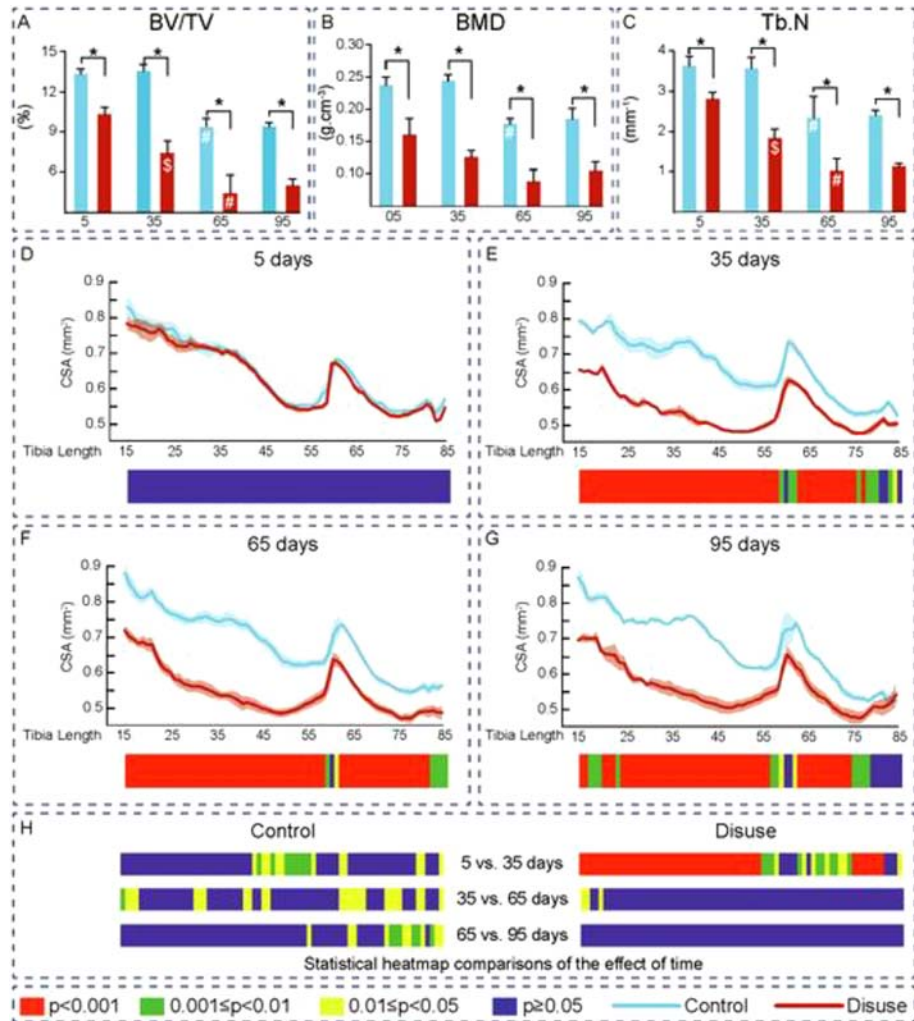 A BV/TV
B BMD
C Tb.N
15
12
9
6
(%)
* * * *
# $ #
5 35 65 95
0.30
0.25
0.20
0.15
0.10
(g.cm⁻³)
* * * *
#
05 35 65 95
4
3
2
1
(mm⁻¹)
* * * *
# $ #
5 35 65 95
D 5 days
0.9
0.8
0.7
0.6
0.5
CSA (mm²)
Tibia Length 15 25 35 45 55 65 75 85
E 35 days
0.9
0.8
0.7
0.6
0.5
CSA (mm²)
Tibia Length 15 25 35 45 55 65 75 85
F 65 days
0.9
0.8
0.7
0.6
0.5
CSA (mm²)
Tibia Length 15 25 35 45 55 65 75 85
G 95 days
0.9
0.8
0.7
0.6
0.5
CSA (mm²)
Tibia Length 15 25 35 45 55 65 75 85
H Control Disuse
5 vs. 35 days
35 vs. 65 days
65 vs. 95 days
Statistical heatmap comparisons of the effect of time
p<0.001 0.001≤p<0.01 0.01≤p<0.05 p≥0.05 Control Disuse